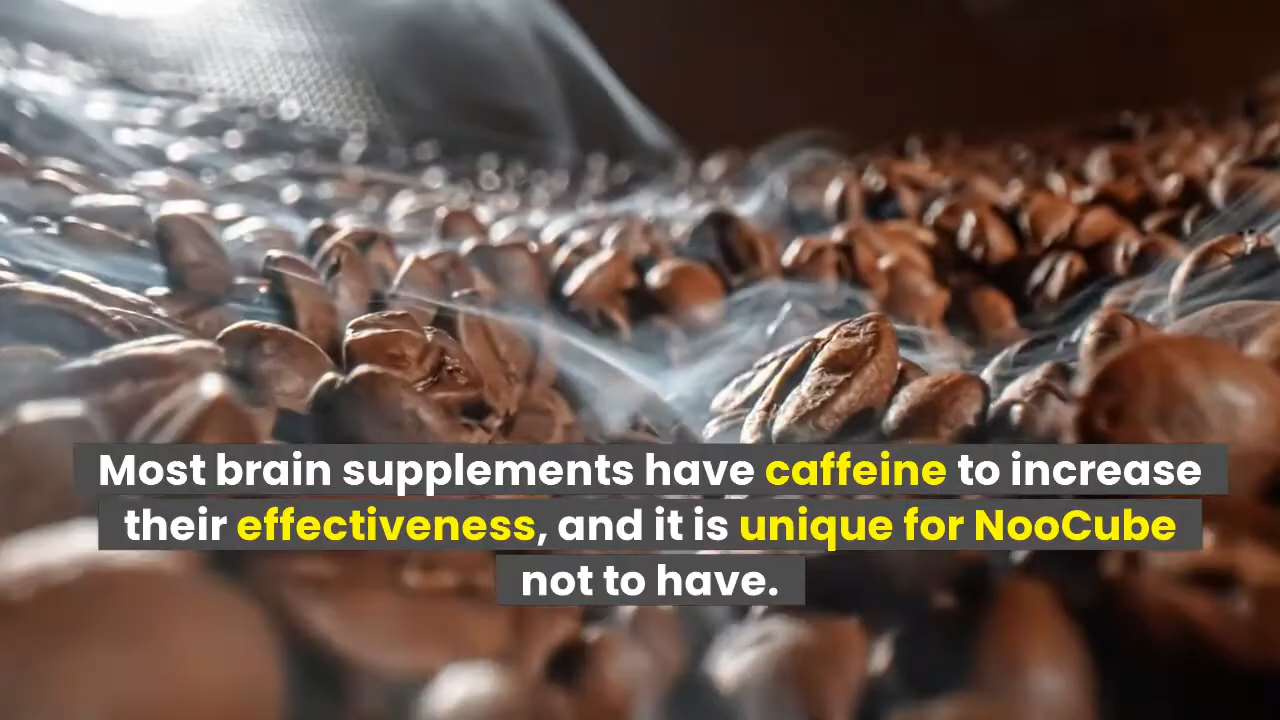 Most brain supplements have caffeine to increase
their effectiveness, and it is unique for NooCube
not to have.